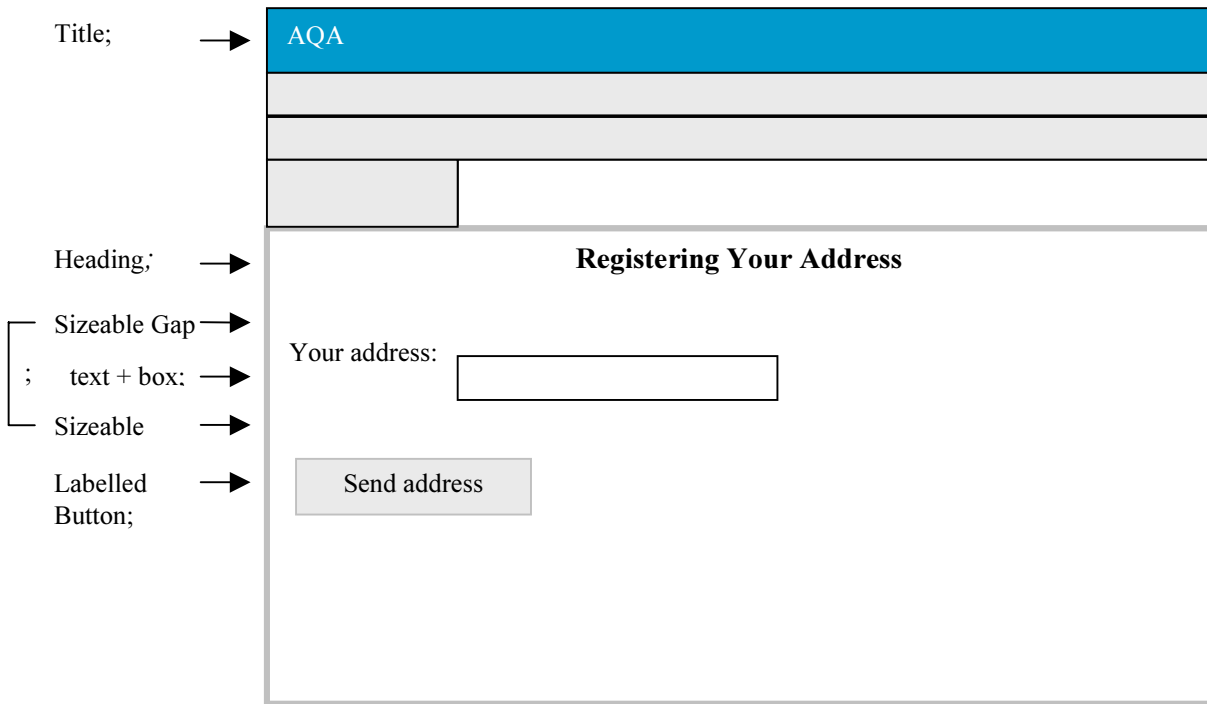 Title;
AQA
Heading;
Registering Your Address
Sizeable Gap
Your address:
; text + box;
Sizeable
Labelled
Button;
Send address